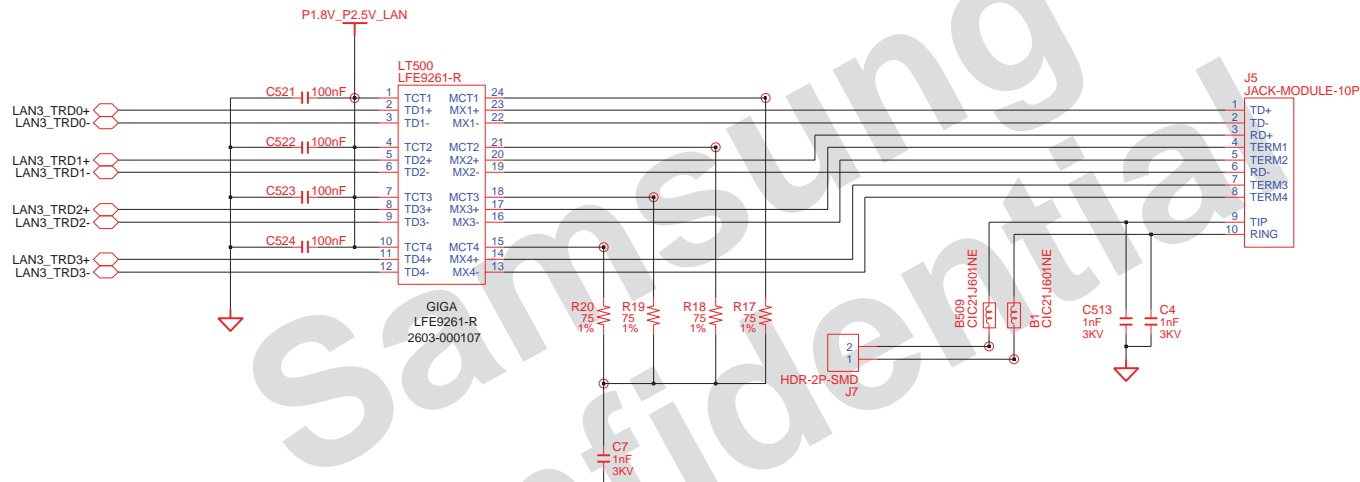 P1.8V_P2.5V_LAN
LT500
LFE9261-R
C521 100nF
1 TCT1 MCT1 24
LAN3_TRD0+ 2 TD1+ MX1+ 23
LAN3_TRD0- 3 TD1- MX1- 22
C522 100nF
4 TCT2 MCT2 21
LAN3_TRD1+ 5 TD2+ MX2+ 20
LAN3_TRD1- 6 TD2- MX2- 19
C523 100nF
7 TCT3 MCT3 18
LAN3_TRD2+ 8 TD3+ MX3+ 17
LAN3_TRD2- 9 TD3- MX3- 16
C524 100nF
10 TCT4 MCT4 15
LAN3_TRD3+ 11 TD4+ MX4+ 14
LAN3_TRD3- 12 TD4- MX4- 13
GIGA
LFE9261-R
2603-000107
J5
JACK-MODULE-10P
1 TD+
2 TD-
3 RD+
4 TERM1
5 TERM2
6 RD-
7 TERM3
8 TERM4
9 TIP
10 RING
R20
75
1%
R19
75
1%
R18
75
1%
R17
75
1%
B509
CIC21J601NE
B1
CIC21J601NE
C513
1nF
3KV
C4
1nF
3KV
2
1
HDR-2P-SMD
J7
C7
1nF
3KV
Samsung
Confidential